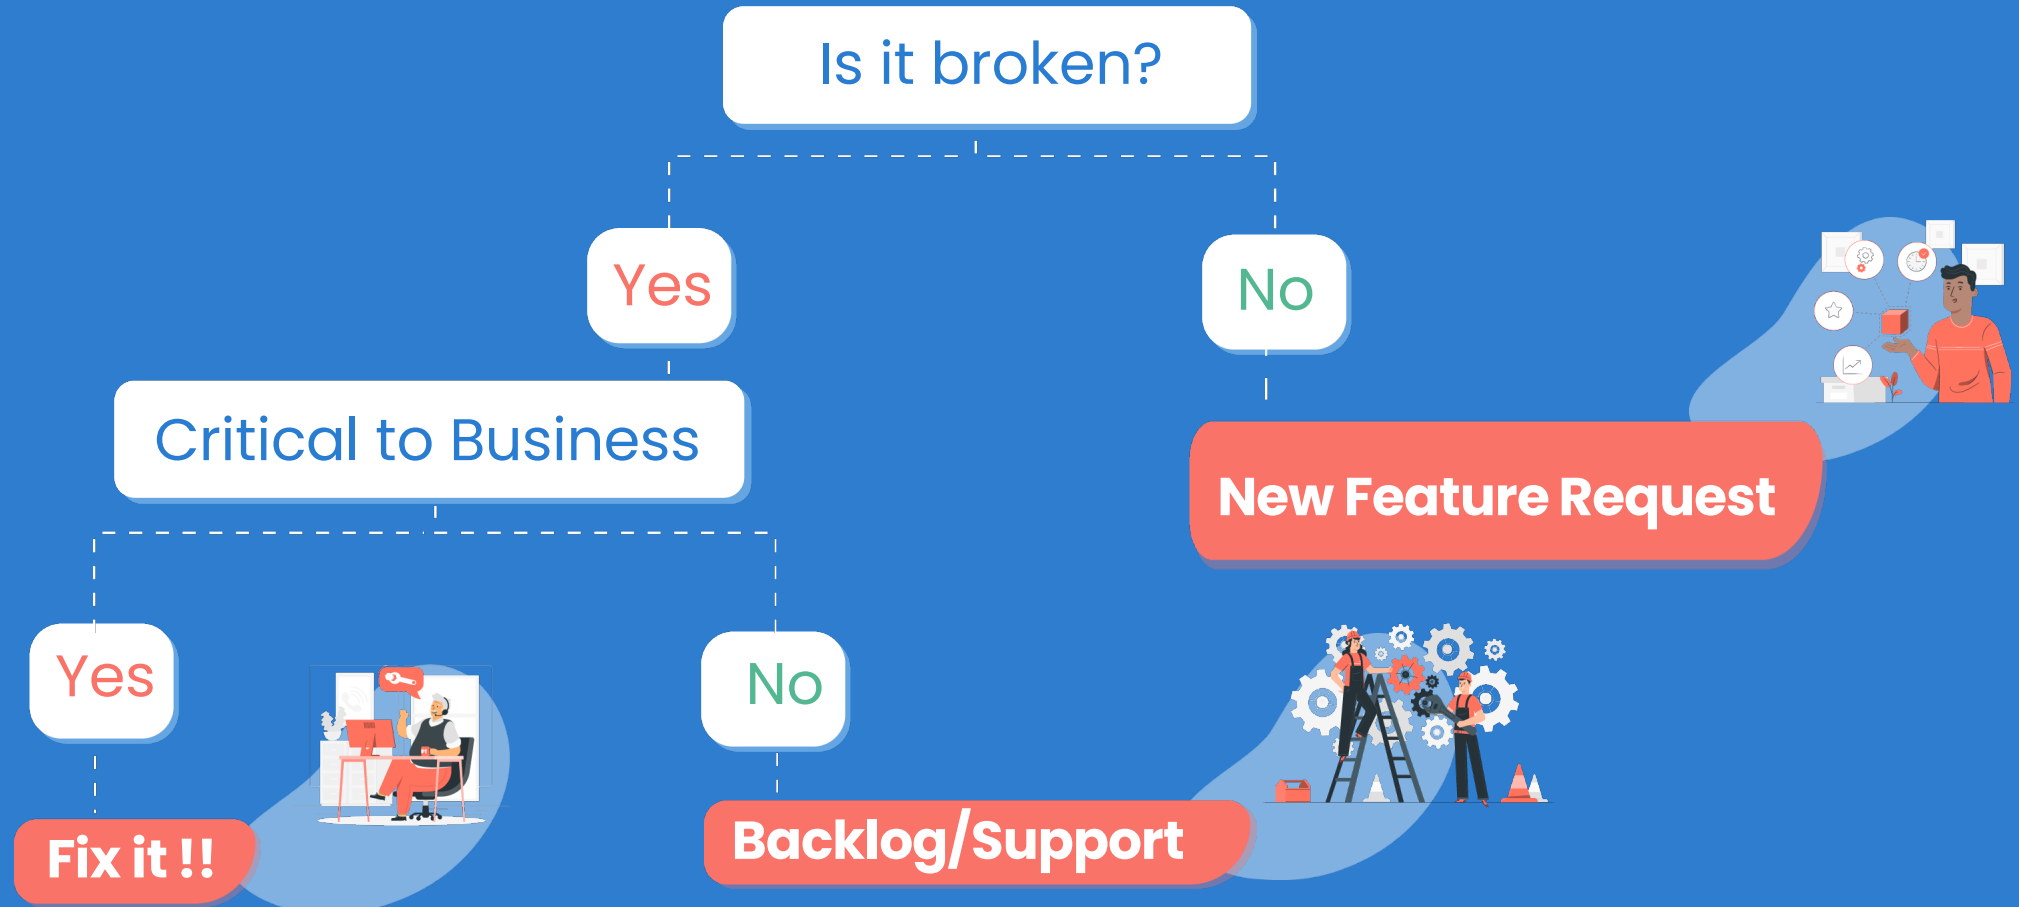 Is it broken?
Yes
No
Critical to Business
New Feature Request
Yes
No
Fix it !!
Backlog/Support